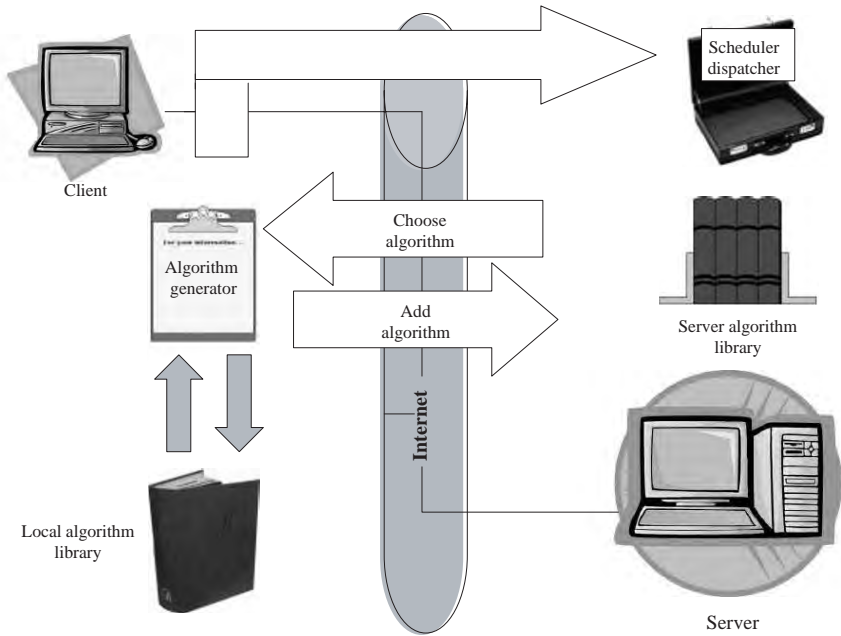 Scheduler
dispatcher
Client
For your information...
Choose
algorithm
Algorithm
generator
Add
algorithm
Server algorithm
library
Internet
Local algorithm
library
Server